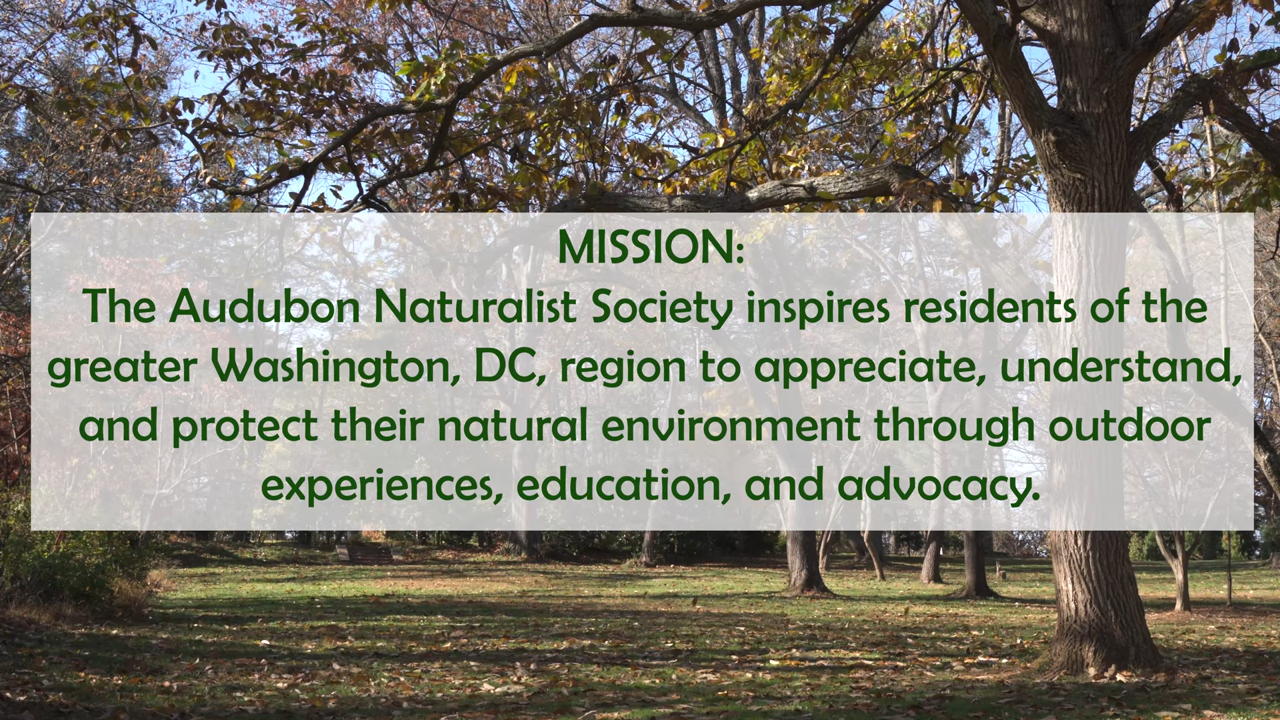 MISSION:
The Audubon Naturalist Society inspires residents of the
greater Washington, DC, region to appreciate, understand,
and protect their natural environment through outdoor
experiences, education, and advocacy.